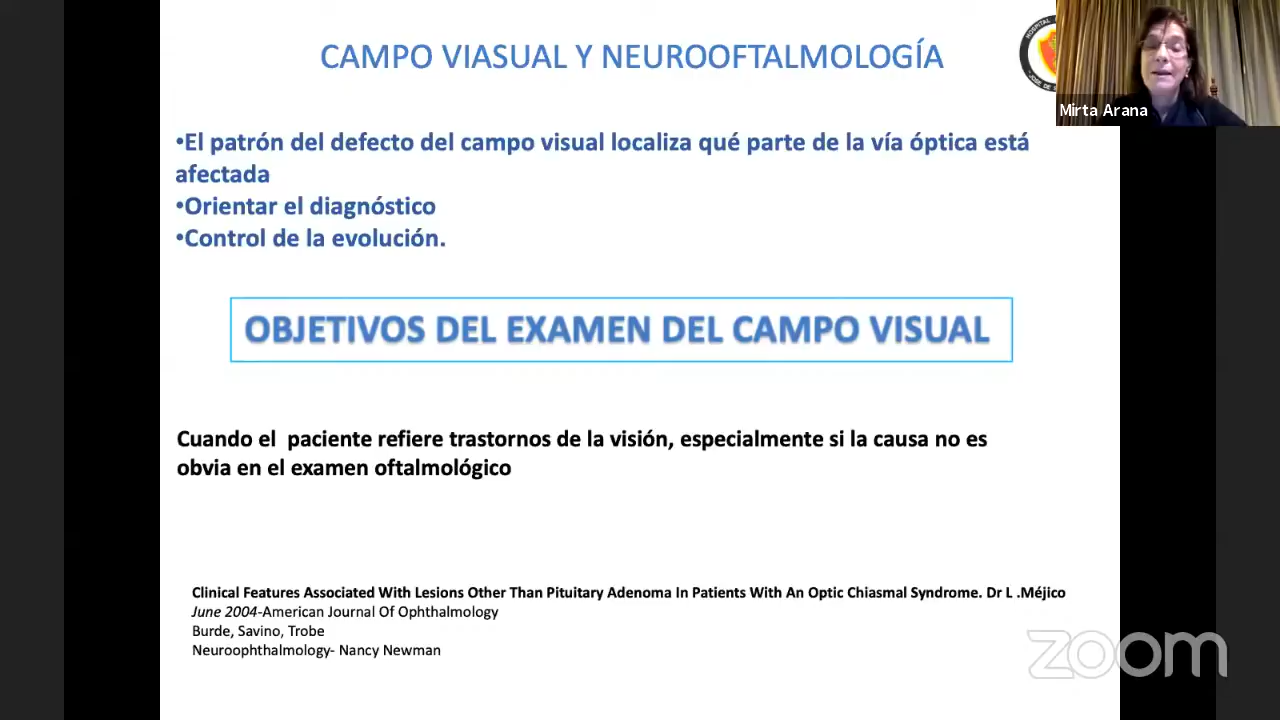 CAMPO VIASUAL Y NEUROOFTALMOLOGÍA
Mirta Arana
•El patrón del defecto del campo visual localiza qué parte de la vía óptica está
afectada
•Orientar el diagnóstico
•Control de la evolución.
OBJETIVOS DEL EXAMEN DEL CAMPO VISUAL
Cuando el paciente refiere trastornos de la visión, especialmente si la causa no es
obvia en el examen oftalmológico
Clinical Features Associated With Lesions Other Than Pituitary Adenoma In Patients With An Optic Chiasmal Syndrome. Dr L .Méjico
June 2004-American Journal Of Ophthalmology
Burde, Savino, Trobe
Neuroophthalmology- Nancy Newman
zoom